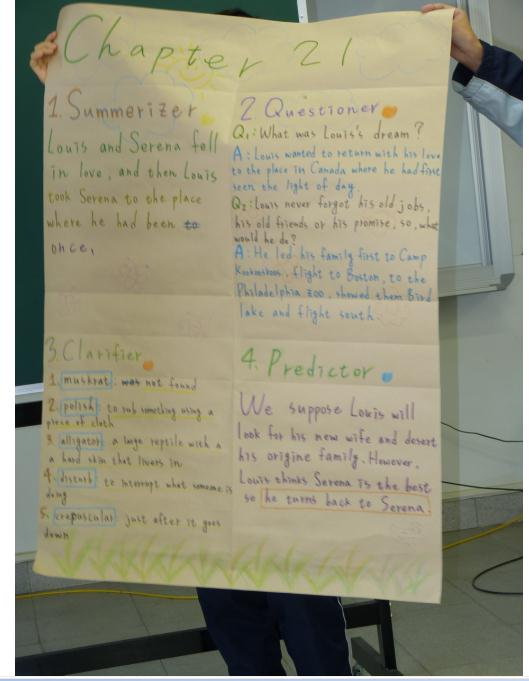 Chapter 21
1. Summerizer
Louis and Serena fell
in love, and then Louis
took Serena to the place
where he had been to
once,
2. Questioner
Q1: What was Louis's dream?
A: Louis wanted to return with his love
to the place in Canada where he had first
seen the light of day.
Q2: Louis never forgot his old jobs,
his old friends or his promise, so, what
would he do?
A: He led his family first to Camp
Kookooskoos, flight to Boston, to the
Philadelphia zoo, showed them Bird
lake and flight south.
3. Clarifier
1. muskrat: was not found
2. polish: to rub something using a
piece of cloth
3. alligator: a large reptile with a
a hard skin that livers in
4. disturb: to interrupt what someone is
doing
5. crepuscular: just after it goes
down
4. Predictor
We suppose Louis will
look for his new wife and desert
his origine family. However,
Louis thinks Serena is the best
so he turns back to Serena.